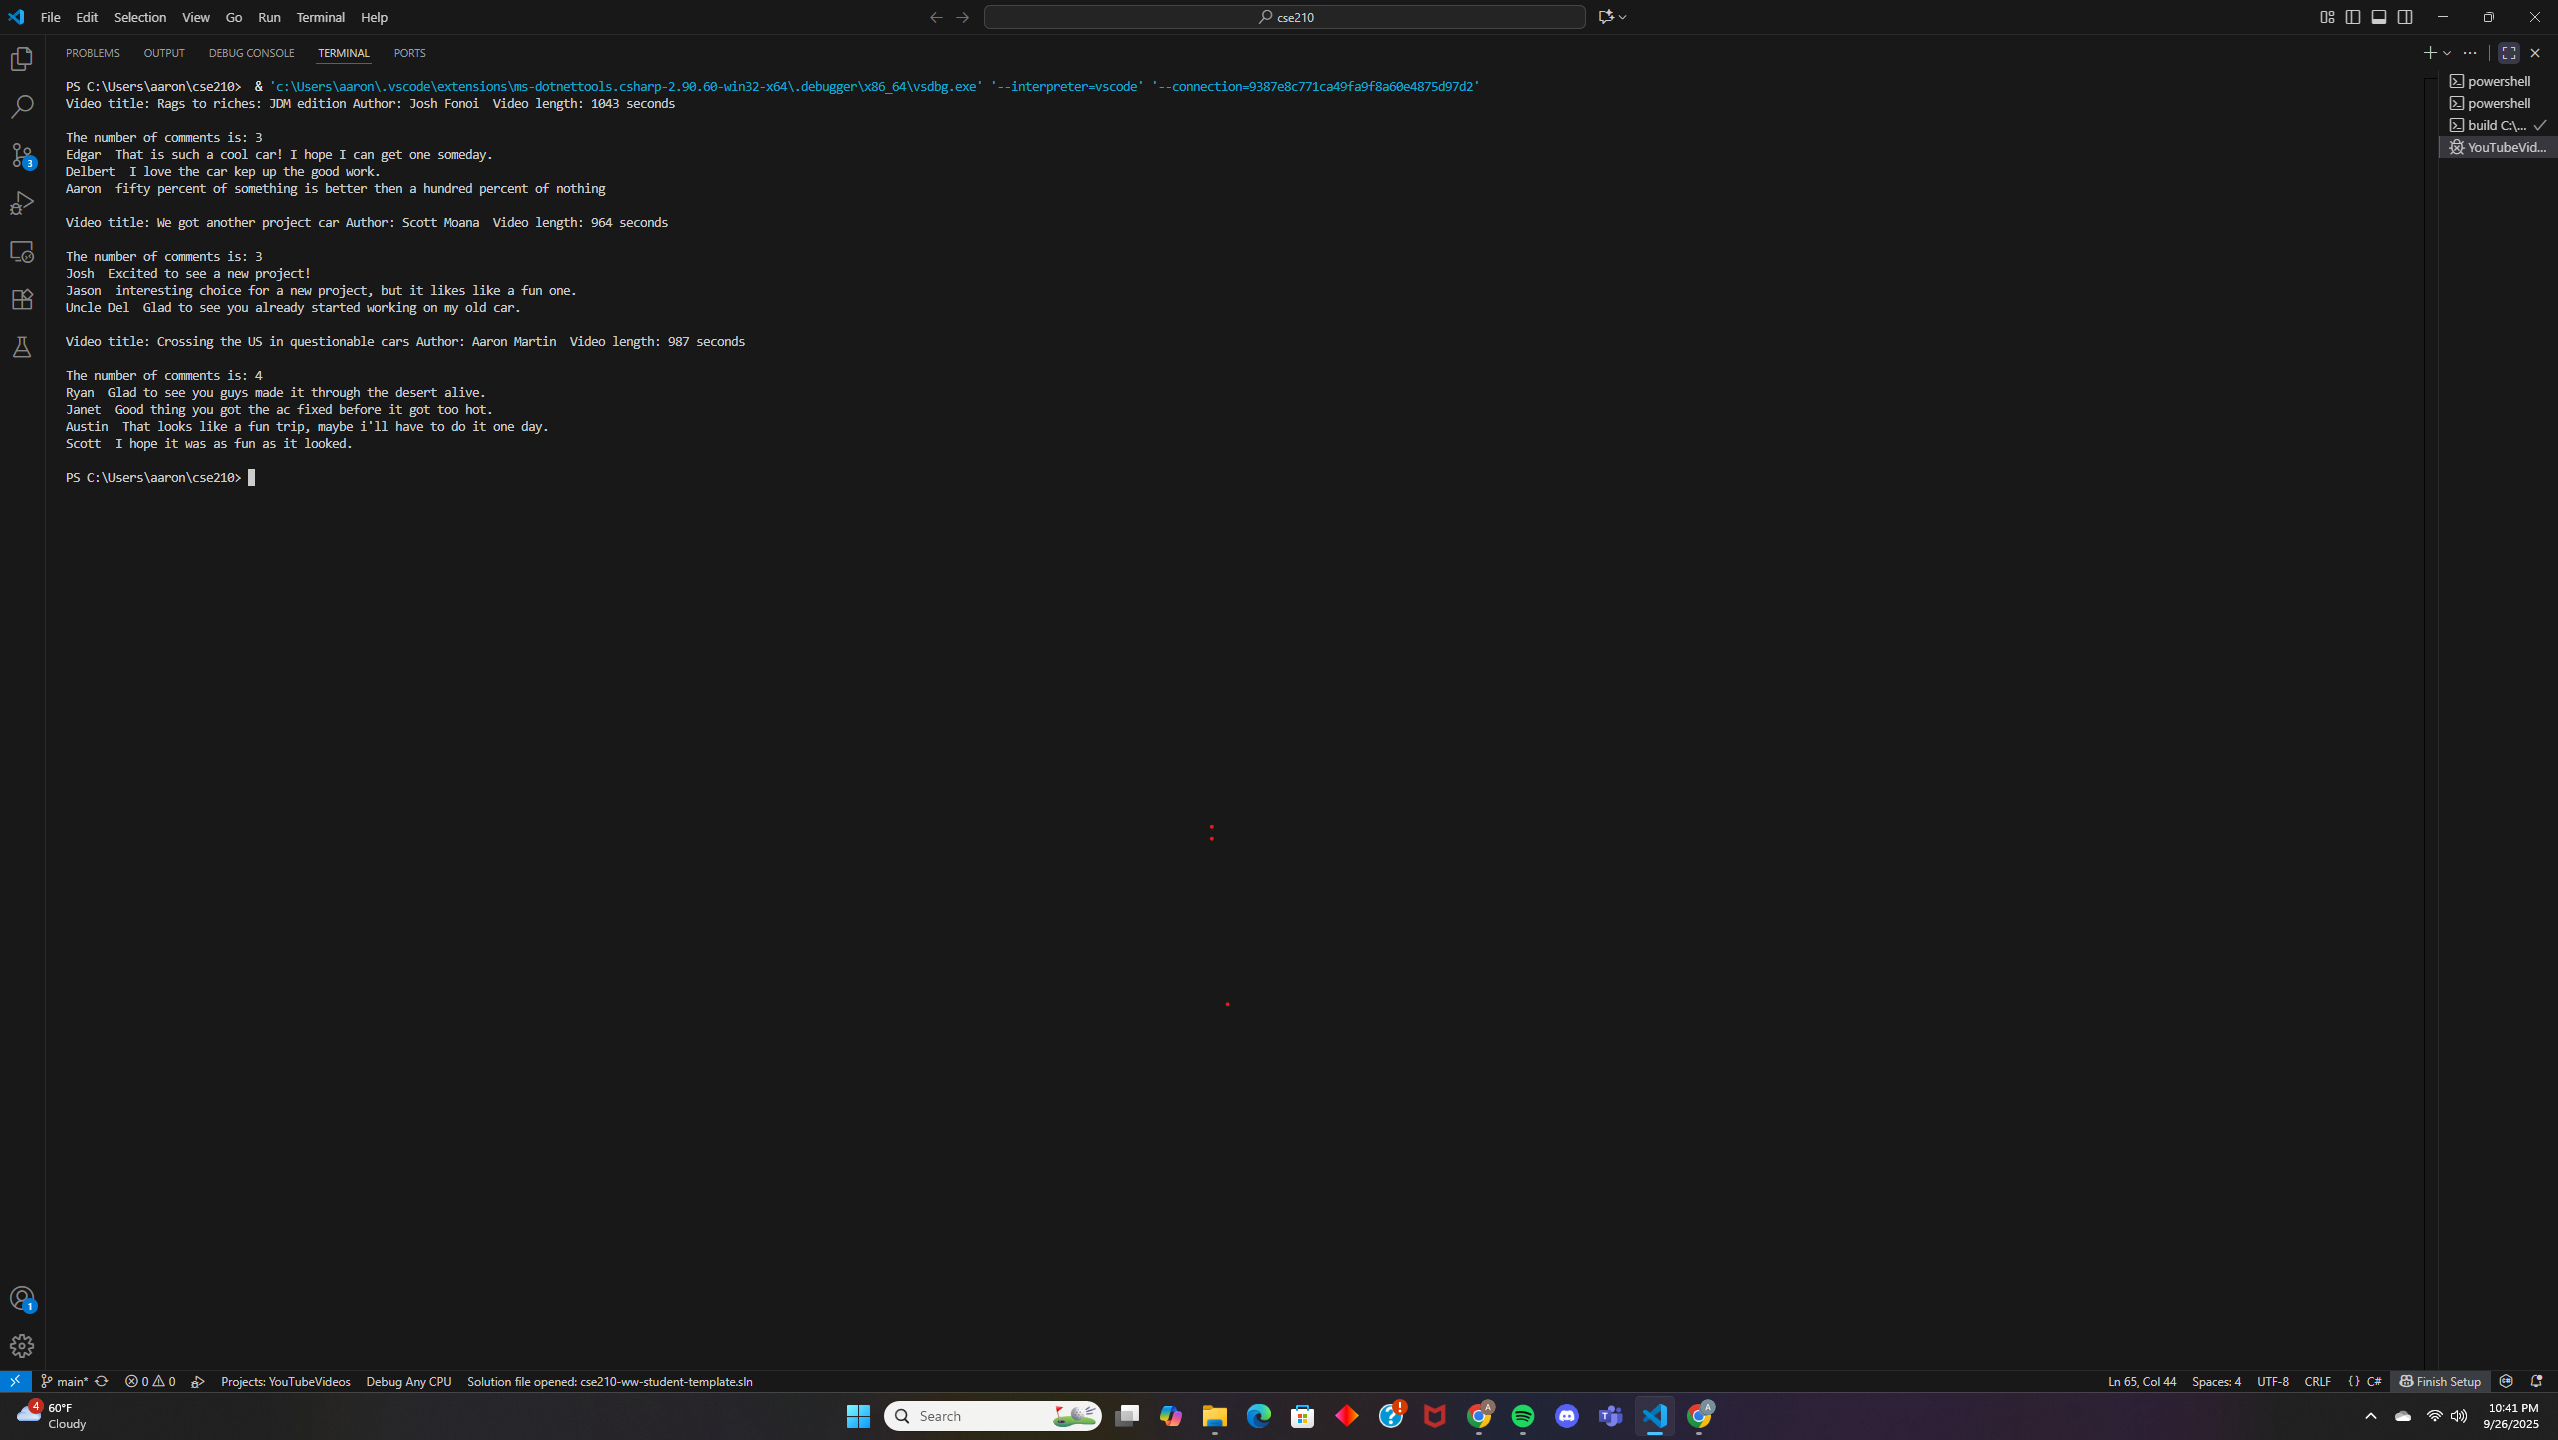 File Edit Selection View Go Run Terminal Help
cse210
PROBLEMS OUTPUT DEBUG CONSOLE TERMINAL PORTS
PS C:\Users\aaron\cse210>  & 'c:\Users\aaron\.vscode\extensions\ms-dotnettools.csharp-2.90.60-win32-x64\.debugger\x86_64\vsdbg.exe' '--interpreter=vscode' '--connection=9387e8c771ca49fa9f8a60e4875d97d2'
Video title: Rags to riches: JDM edition Author: Josh Fonoi  Video length: 1043 seconds
The number of comments is: 3
Edgar  That is such a cool car! I hope I can get one someday.
Delbert  I love the car kep up the good work.
Aaron  fifty percent of something is better then a hundred percent of nothing
Video title: We got another project car Author: Scott Moana  Video length: 964 seconds
The number of comments is: 3
Josh  Excited to see a new project!
Jason  interesting choice for a new project, but it likes like a fun one.
Uncle Del  Glad to see you already started working on my old car.
Video title: Crossing the US in questionable cars Author: Aaron Martin  Video length: 987 seconds
The number of comments is: 4
Ryan  Glad to see you guys made it through the desert alive.
Janet  Good thing you got the ac fixed before it got too hot.
Austin  That looks like a fun trip, maybe i'll have to do it one day.
Scott  I hope it was as fun as it looked.
PS C:\Users\aaron\cse210>
powershell
powershell
build C:\...
YouTubeVid...
3
1
main* 0 0 Projects: YouTubeVideos Debug Any CPU Solution file opened: cse210-ww-student-template.sln Ln 65, Col 44 Spaces: 4 UTF-8 CRLF {} C# Finish Setup
4 60°F
Cloudy
Search
10:41 PM
9/26/2025